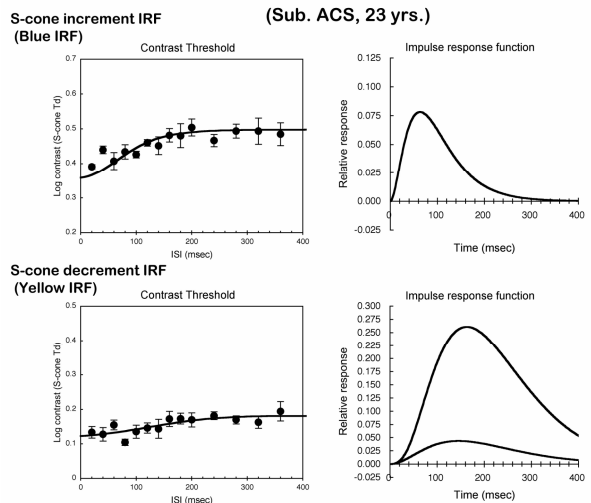 S-cone increment IRF
(Blue IRF)
(Sub. ACS, 23 yrs.)
Contrast Threshold
0.7
0.6
0.5
0.4
0.3
0.2
Log contrast (S-cone Td)
0 100 200 300 400
ISI (msec)
Impulse response function
0.125
0.100
0.075
0.050
0.025
0.000
-0.025
Relative response
0 100 200 300 400
Time (msec)
S-cone decrement IRF
(Yellow IRF)
Contrast Threshold
0.5
0.4
0.3
0.2
0.1
0
Log contrast (S-cone Td)
0 100 200 300 400
ISI (msec)
Impulse response function
0.300
0.275
0.250
0.225
0.200
0.175
0.150
0.125
0.100
0.075
0.050
0.025
0.000
-0.025
Relative response
0 100 200 300 400
Time (msec)